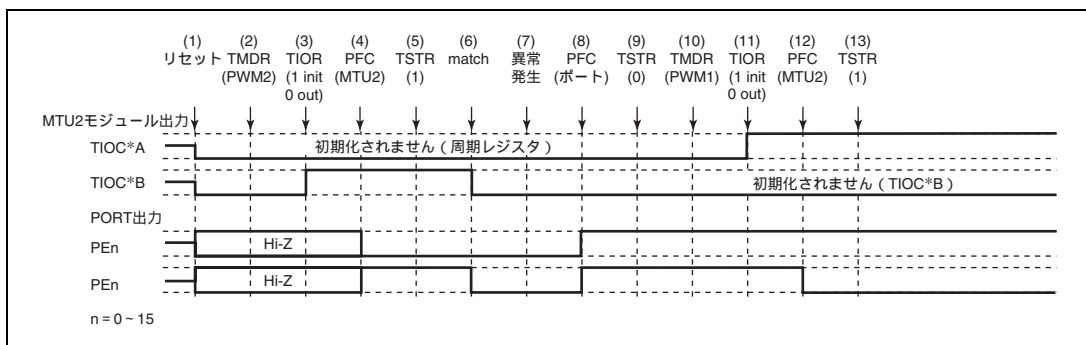 (1) (2) (3) (4) (5) (6) (7) (8) (9) (10) (11) (12) (13)
リセット TMDR TIOR PFC TSTR match 異常 PFC TSTR TMDR TIOR PFC TSTR
(PWM2) (1 init (MTU2) (1) 発生 (ポート) (0) (PWM1) (1 init (MTU2) (1)
0 out) 0 out)
MTU2モジュール出力
TIOC*A 初期化されません（周期レジスタ）
TIOC*B 初期化されません（TIOC*B）
PORT出力
PEn Hi-Z
PEn Hi-Z
n = 0 ~ 15